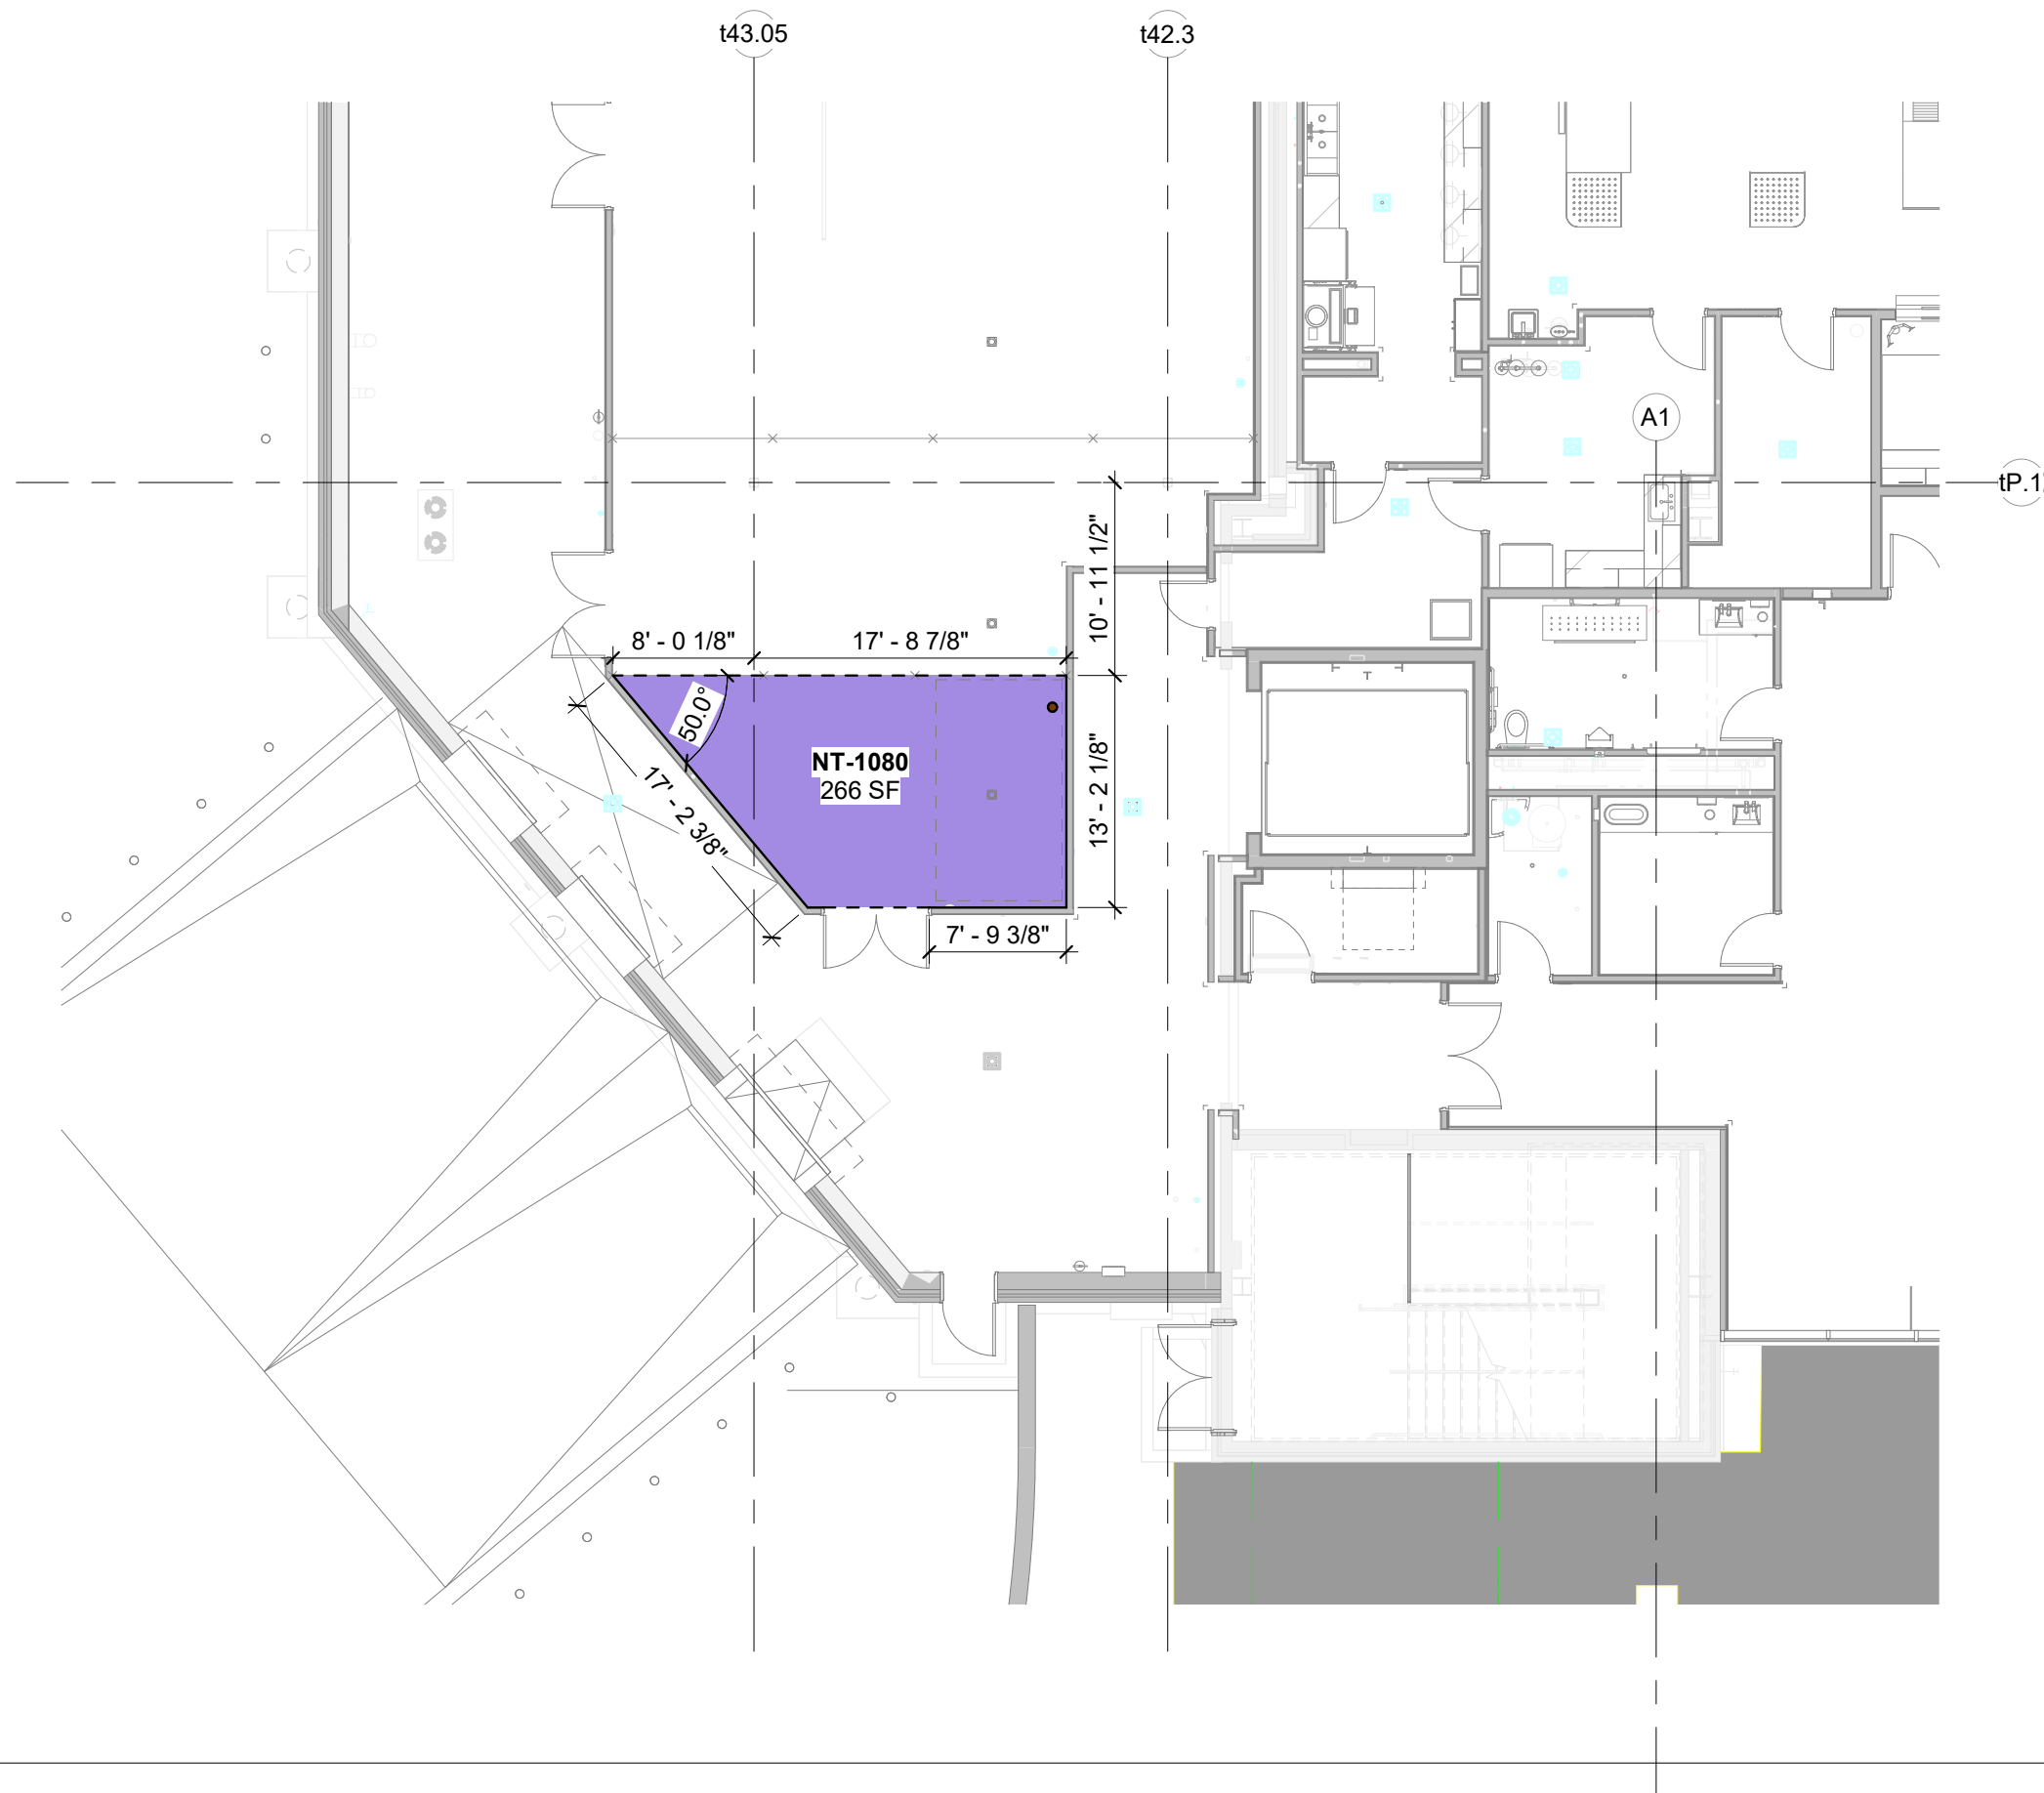 t43.05
t42.3
A1
tP.1
10' - 11 1/2"
8' - 0 1/8"
17' - 8 7/8"
50.0°
NT-1080
266 SF
17' - 2 3/8"
13' - 2 1/8"
7' - 9 3/8"